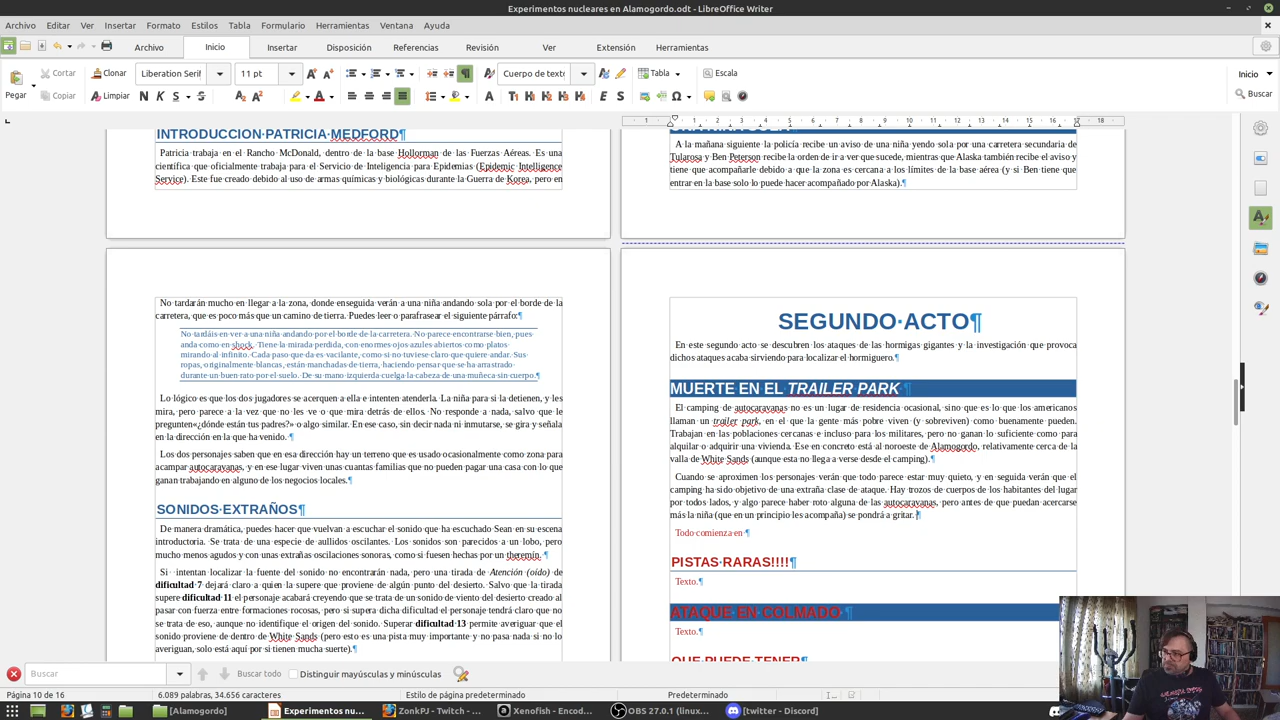 Experimentos nucleares en Alamogordo.odt - LibreOffice Writer
Archivo Editar Ver Insertar Formato Estilos Tabla Formulario Herramientas Ventana Ayuda
Archivo Inicio Insertar Disposición Referencias Revisión Ver Extensión Herramientas
Pegar Cortar Clonar Liberation Serif 11 pt Cuerpo de texto Tabla Escala Inicio
Copiar Limpiar Buscar
INTRODUCCION·PATRICIA·MEDFORD¶
Patricia trabaja en el Rancho McDonald, dentro de la base Hollorman de las Fuerzas Aéreas. Es una
científica que oficialmente trabaja para el Servicio de Inteligencia para Epidemias (Epidemic Intelligence
Service). Este fue creado debido al uso de armas químicas y biológicas durante la Guerra de Korea, pero en
No tardarán mucho en llegar a la zona, donde enseguida verán a una niña andando sola por el borde de la
carretera, que es poco más que un camino de tierra. Puedes leer o parafrasear el siguiente párrafo:¶
No tardáis en ver a una niña andando por el borde de la carretera. No parece encontrarse bien, pues
anda como en shock. Tiene la mirada perdida, con enormes ojos azules abiertos como platos
mirando al infinito. Cada paso que da es vacilante, como si no tuviese claro que quiere andar. Sus
ropas, originalmente blancas, están manchadas de tierra, haciendo pensar que se ha arrastrado
durante un buen rato por el suelo. De su mano izquierda cuelga la cabeza de una muñeca sin cuerpo.¶
Lo lógico es que los dos jugadores se acerquen a ella e intenten atenderla. La niña para si la detienen, y les
mira, pero parece a la vez que no les ve o que mira detrás de ellos. No responde a nada, salvo que le
pregunten «¿dónde están tus padres?» o algo similar. En ese caso, sin decir nada ni inmutarse, se gira y señala
en la dirección en la que ha venido. ¶
Los dos personajes saben que en esa dirección hay un terreno que es usado ocasionalmente como zona para
acampar autocaravanas, y en ese lugar viven unas cuantas familias que no pueden pagar una casa con lo que
ganan trabajando en alguno de los negocios locales.¶
SONIDOS·EXTRAÑOS¶
De manera dramática, puedes hacer que vuelvan a escuchar el sonido que ha escuchado Sean en su escena
introductoria. Se trata de una especie de aullidos oscilantes. Los sonidos son parecidos a un lobo, pero
mucho menos agudos y con unas extrañas oscilaciones sonoras, como si fuesen hechas por un theremín. ¶
Si intentan localizar la fuente del sonido no encontrarán nada, pero una tirada de Atención (oído) de
dificultad 7 dejará claro a quien la supere que proviene de algún punto del desierto. Salvo que la tirada
supere dificultad 11 el personaje acabará creyendo que se trata de un sonido de viento del desierto creado al
pasar con fuerza entre formaciones rocosas, pero si supera dicha dificultad el personaje tendrá claro que no
se trata de eso, aunque no identifique el origen del sonido. Superar dificultad 13 permite averiguar que el
sonido proviene de dentro de White Sands (pero esto es una pista muy importante y no pasa nada si no lo
averiguan, solo está aquí por si tienen mucha suerte).¶
A la mañana siguiente la policía recibe un aviso de una niña yendo sola por una carretera secundaria de
Tularosa y Ben Peterson recibe la orden de ir a ver que sucede, mientras que Alaska también recibe el aviso y
tiene que acompañarle debido a que la zona es cercana a los límites de la base aérea (y si Ben tiene que
entrar en la base solo lo puede hacer acompañado por Alaska).¶
SEGUNDO·ACTO¶
En este segundo acto se descubren los ataques de las hormigas gigantes y la investigación que provoca
dichos ataques acaba sirviendo para localizar el hormiguero.¶
MUERTE·EN·EL·TRAILER·PARK·¶
El camping de autocaravanas no es un lugar de residencia ocasional, sino que es lo que los americanos
llaman un trailer park, en el que la gente más pobre viven (y sobreviven) como buenamente pueden.
Trabajan en las poblaciones cercanas e incluso para los militares, pero no ganan lo suficiente como para
alquilar o adquirir una vivienda. Ese en concreto está al noroeste de Alamogordo, relativamente cerca de la
valla de White Sands (aunque esta no llega a verse desde el camping).¶
Cuando se aproximen los personajes verán que todo parece estar muy quieto, y en seguida verán que el
camping ha sido objetivo de una extraña clase de ataque. Hay trozos de cuerpos de los habitantes del lugar
por todos lados, y algo parece haber roto alguna de las autocaravanas, pero antes de que puedan acercarse
más la niña (que en un principio les acompaña) se pondrá a gritar. ¶
Todo comienza en ¶
PISTAS·RARAS!!!!¶
Texto.¶
ATAQUE·EN·COLMADO·¶
Texto.¶
QUE·PUEDE·TENER
Buscar Buscar todo Distinguir mayúsculas y minúsculas
Página 10 de 16 6.089 palabras, 34.656 caracteres Estilo de página predeterminado Predeterminado
[Alamogordo] Experimentos nu... ZonkPJ - Twitch - ... Xenofish - Encod... OBS 27.0.1 (linux... [twitter - Discord]